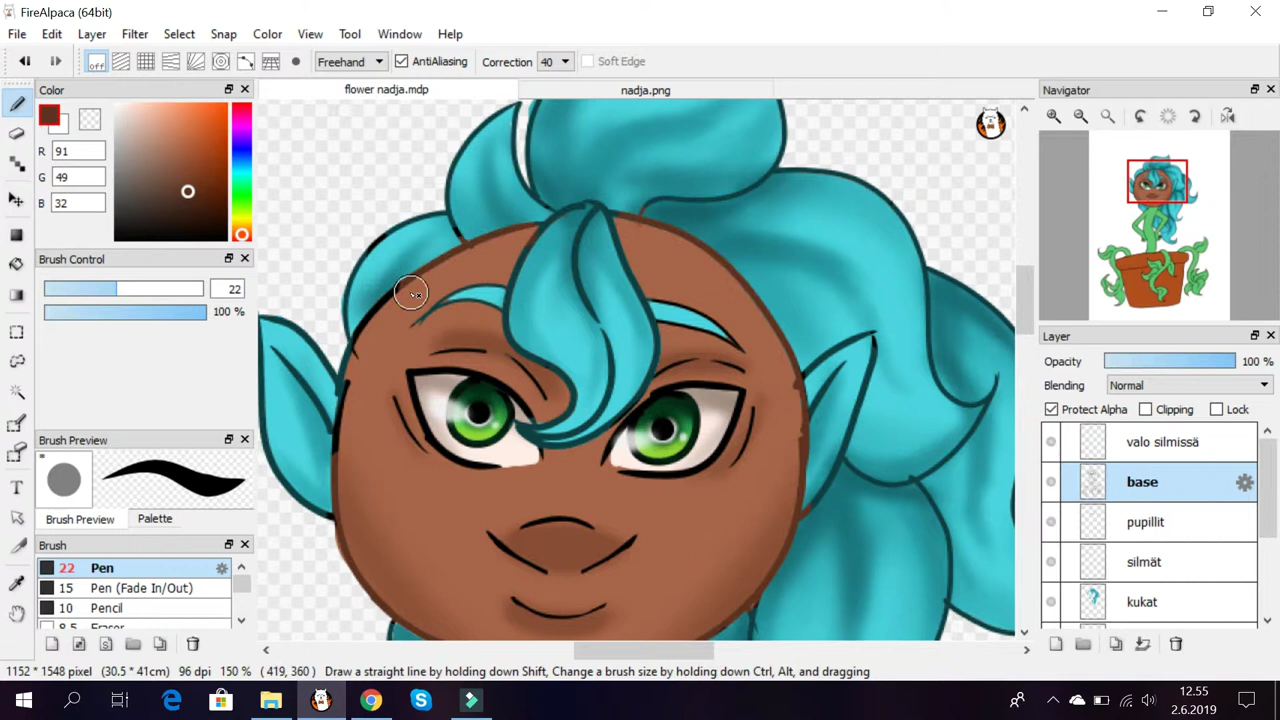 FireAlpaca (64bit)
File Edit Layer Filter Select Snap Color View Tool Window Help
off Freehand AntiAliasing Correction 40 Soft Edge
Color
flower nadja.mdp
nadja.png
Navigator
R 91
G 49
B 32
Brush Control
22
100 %
Brush Preview
Brush Preview Palette
Brush
22 Pen
15 Pen (Fade In/Out)
10 Pencil
8.5 Eraser
Layer
Opacity 100 %
Blending Normal
Protect Alpha Clipping Lock
valo silmissä
base
pupillit
silmät
kukat
1152 * 1548 pixel (30.5 * 41cm) 96 dpi 150 % ( 419, 360 ) Draw a straight line by holding down Shift, Change a brush size by holding down Ctrl, Alt, and dragging
12.55
2.6.2019